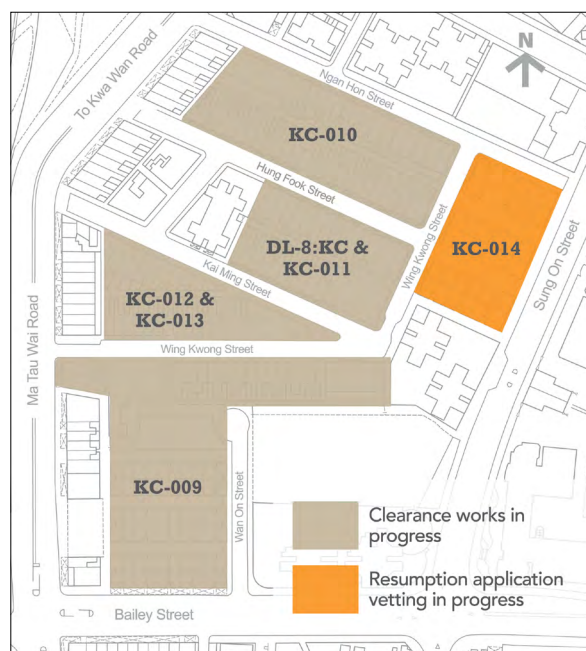 N
To Kwa Wan Road
Ngan Hon Street
KC-010
Hung Fook Street
DL-8:KC &
KC-011
Wing Kwong Street
KC-014
Sung On Street
Kai Ming Street
KC-012 &
KC-013
Wing Kwong Street
Ma Tau Wai Road
KC-009
Wan On Street
Clearance works in
progress
Resumption application
vetting in progress
Bailey Street